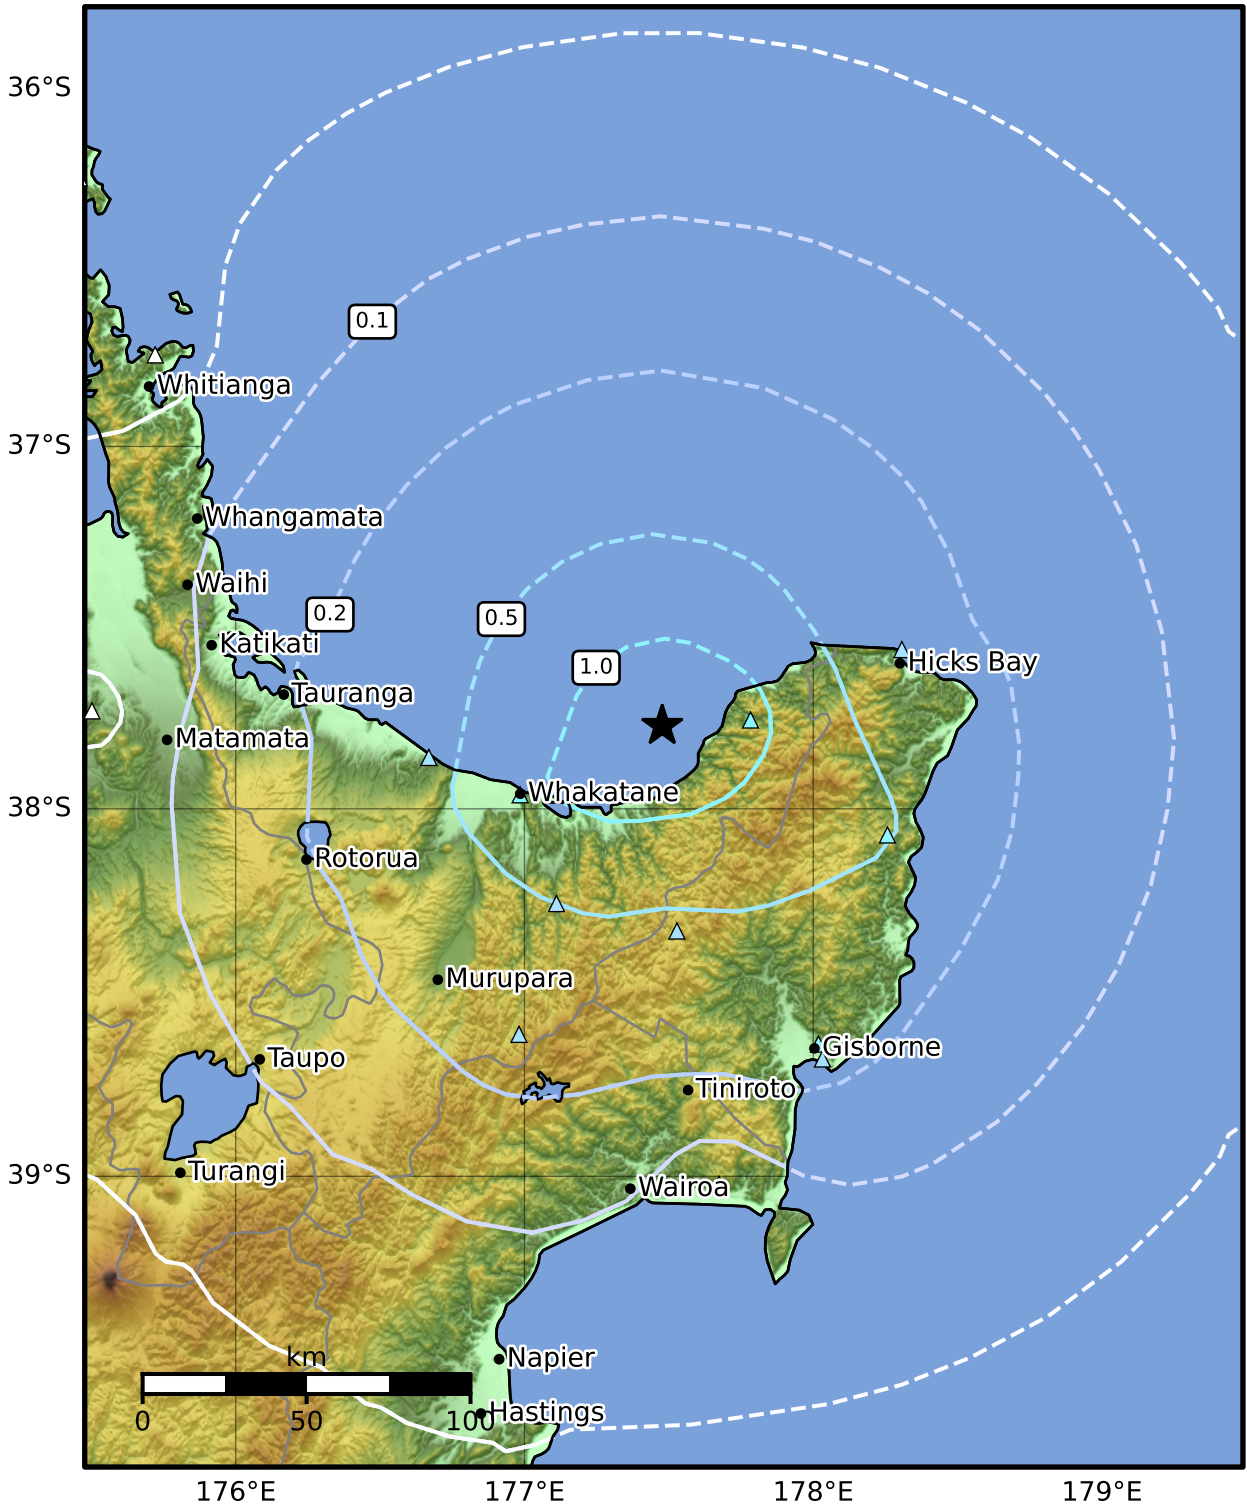 36°S
0.1
Whitianga
37°S
Whangamata
Waihi
0.2
0.5
Katikati
1.0
Hicks Bay
Tauranga
Matamata
Whakatane
38°S
Rotorua
Murupara
Gisborne
Taupo
Tiniroto
39°S
Turangi
Wairoa
km
Napier
0
50
100
Hastings
176°E
177°E
178°E
179°E